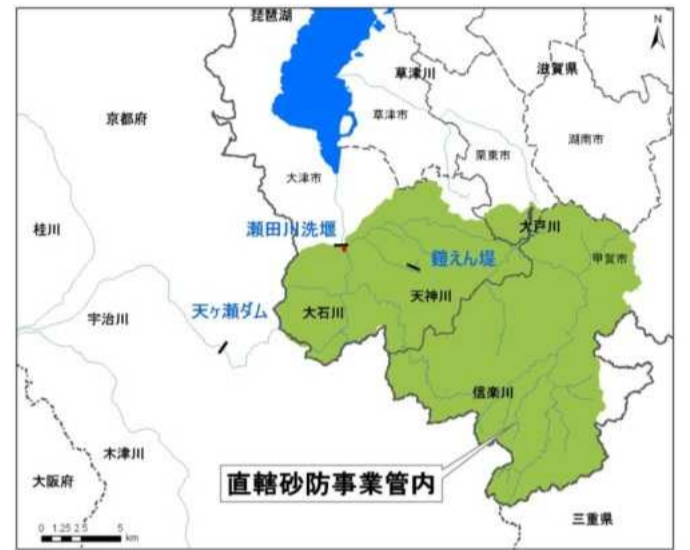 琵琶湖
N
草津川
滋賀県
京都府
草津市
湖南市
栗東市
大津市
瀬田川洗堰
大戸川
桂川
鎧えん堤
甲賀市
天神川
天ヶ瀬ダム
大石川
宇治川
信楽川
木津川
直轄砂防事業管内
大阪府
三重県
0 1.25 2.5 5
km